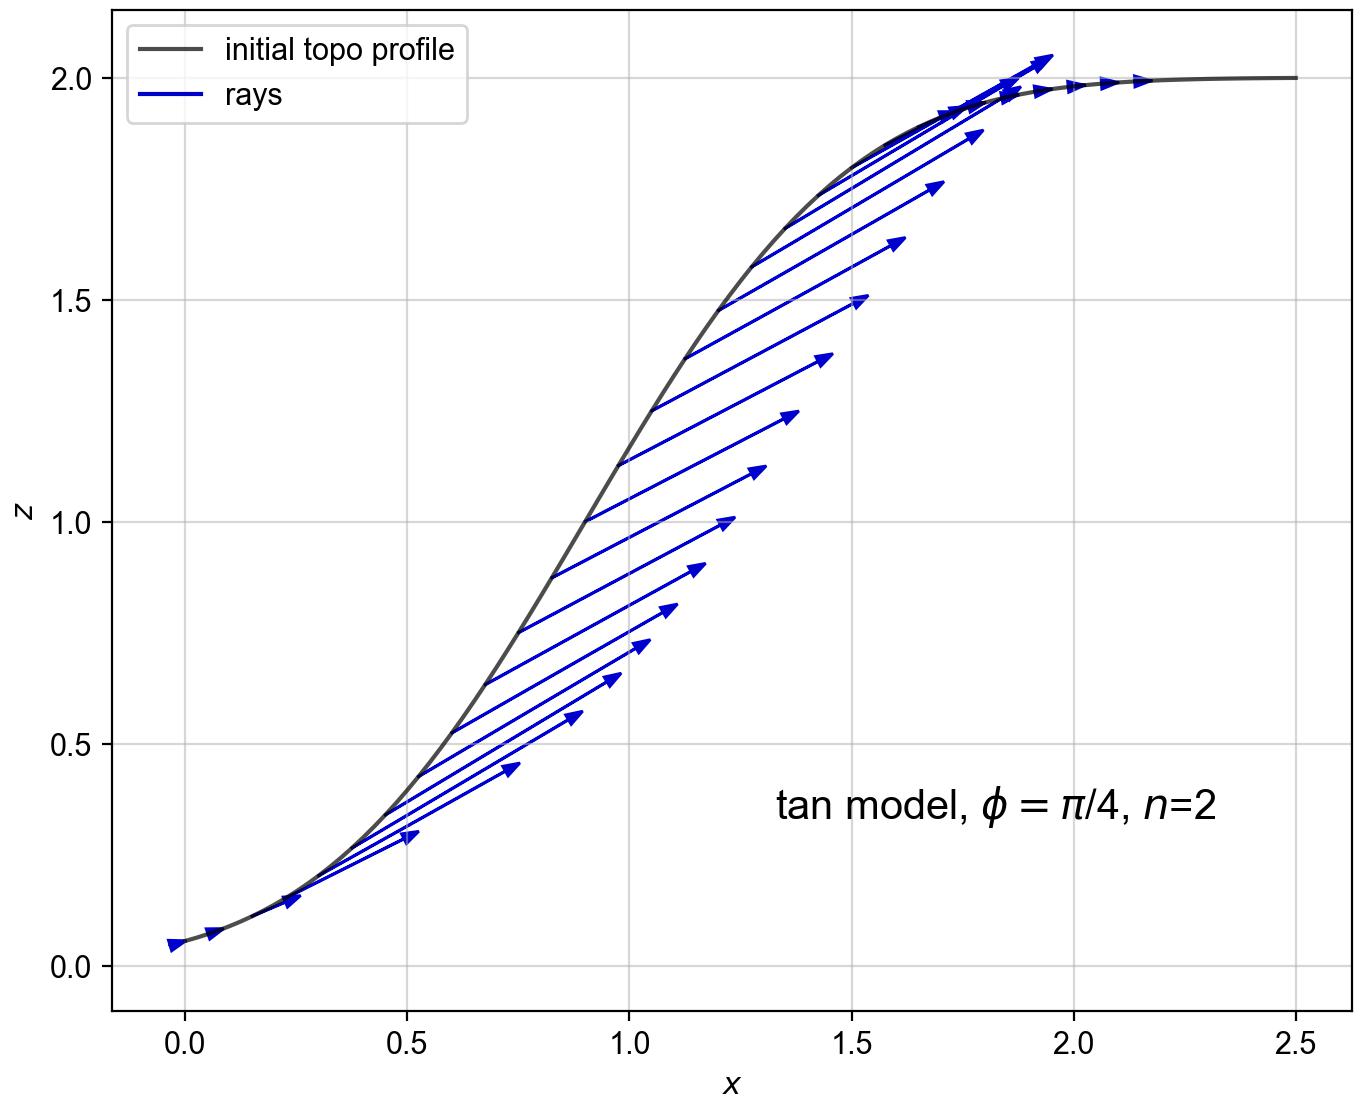 initial topo profile
rays
2.0
1.5
1.0
0.5
0.0
z
tan model, ϕ = π/4, n=2
0.0 0.5 1.0 1.5 2.0 2.5
x